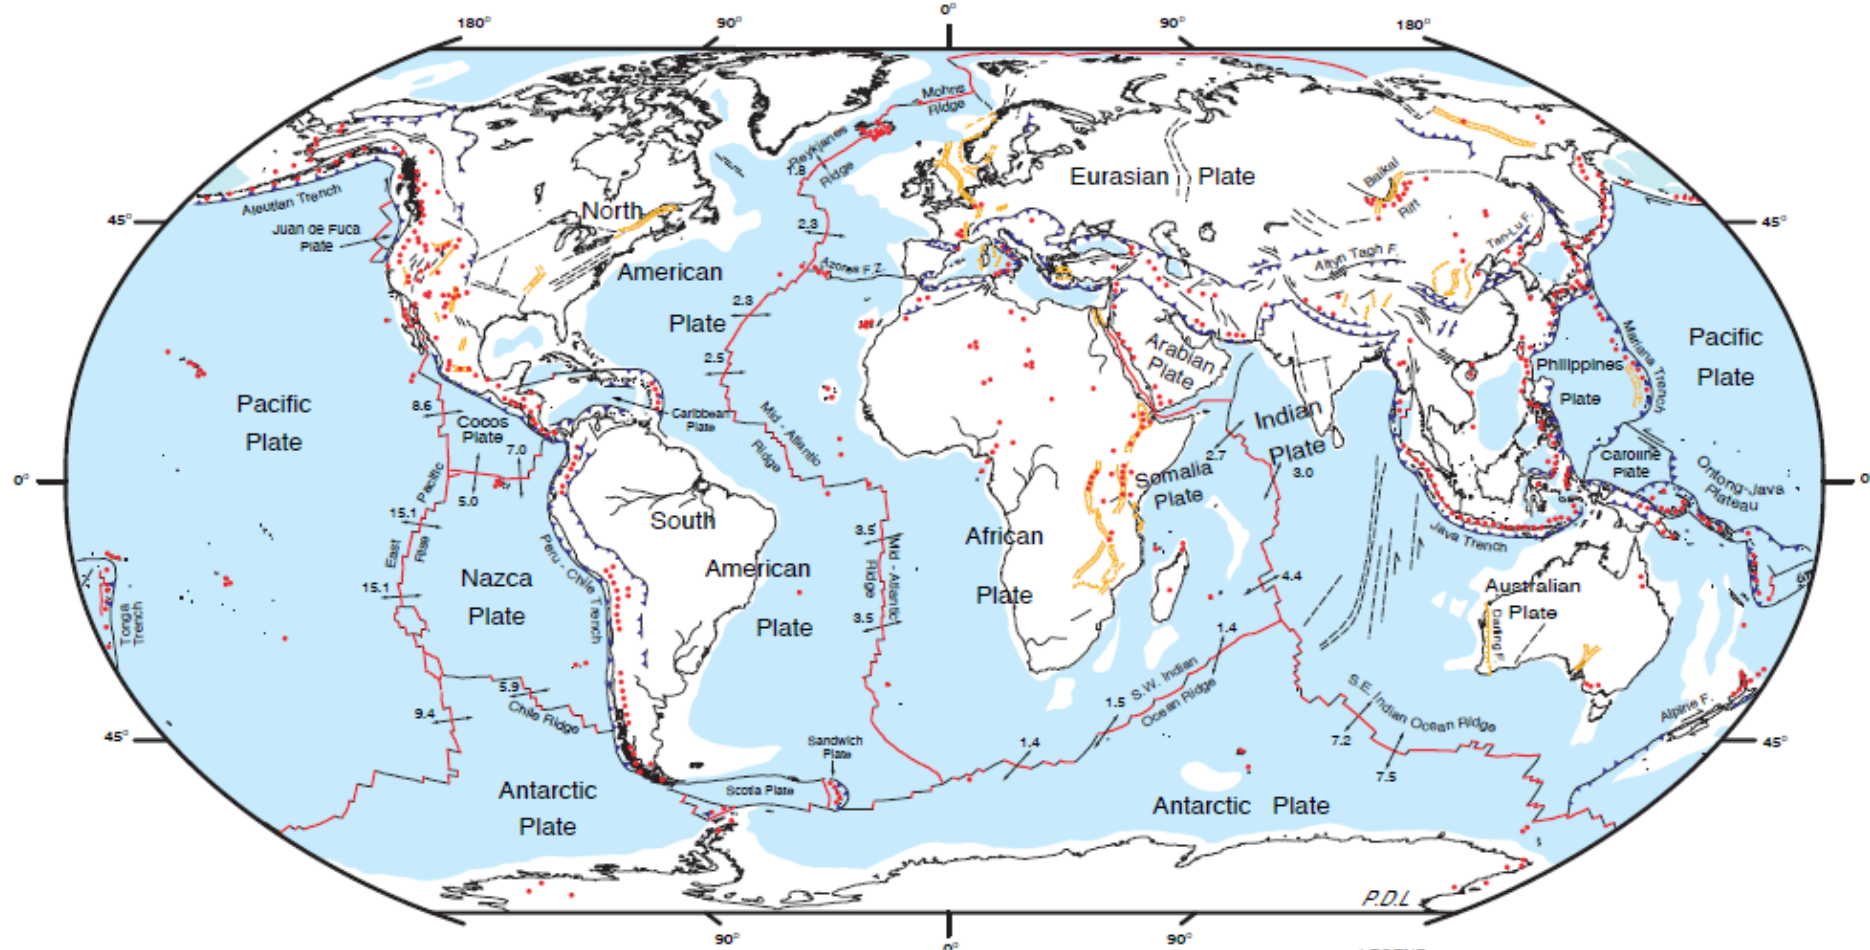 180°
90°
0°
90°
180°
Mohns
Ridge
Reykjanes
Ridge
1.8
Eurasian Plate
Baikal
Rift
Aleutian Trench
45°
45°
North
Juan de Fuca
Plate
2.3
Tan-Lu F.
Altyn Tagh F.
Azores F.Z.
American
Plate
2.3
2.5
Arabian
Plate
Mariana Trench
Pacific
Plate
Philippines
Plate
Pacific
Plate
8.6
Cocos
Plate
7.0
5.0
Caribbean
Plate
Mid - Atlantic
Ridge
Indian
Plate
2.7
3.0
Somalia
Plate
Caroline
Plate
Ontong-Java
Plateau
0°
0°
East Pacific
Rise
15.1
15.1
South
American
Plate
3.5
Mid - Atlantic
Ridge
3.5
African
Plate
Java Trench
Nazca
Plate
Peru - Chile Trench
4.4
Australian
Plate
Darling F.
Tonga
Trench
1.4
S.W. Indian
Ocean Ridge
1.5
5.9
Chile Ridge
9.4
S.E. Indian Ocean Ridge
7.2
7.5
Alpine F.
45°
45°
1.4
Sandwich
Plate
Scotia Plate
Antarctic
Plate
Antarctic Plate
P.D.L
90°
0°
90°